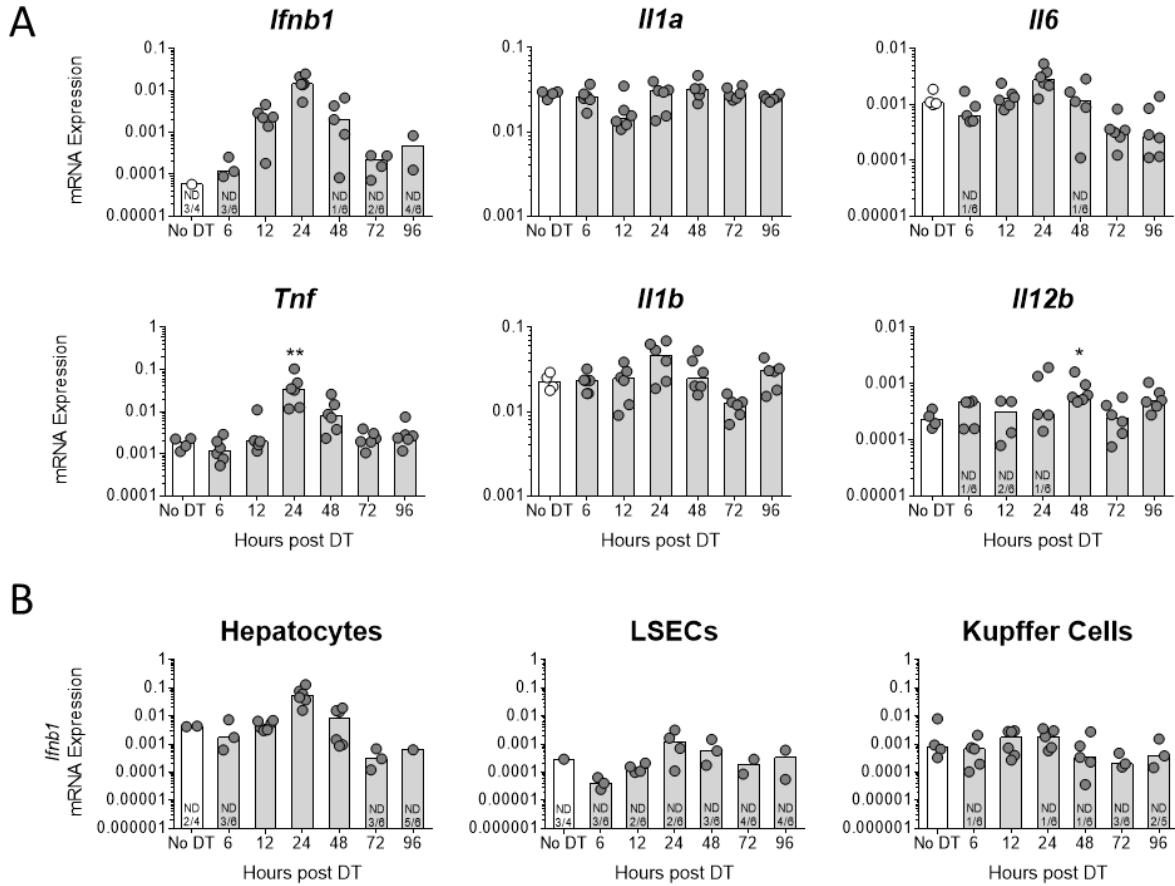 A
Ifnb1
Il1a
Il6
mRNA Expression
0.1
0.01
0.001
0.0001
0.00001
ND 3/4
ND 3/6
ND 1/6
ND 2/6
ND 4/6
No DT 6 12 24 48 72 96
0.1
0.01
0.001
No DT 6 12 24 48 72 96
0.01
0.001
0.0001
0.00001
ND 1/6
ND 1/6
No DT 6 12 24 48 72 96
Tnf
Il1b
Il12b
mRNA Expression
1
0.1
0.01
0.001
0.0001
**
No DT 6 12 24 48 72 96
Hours post DT
0.1
0.01
0.001
No DT 6 12 24 48 72 96
Hours post DT
0.01
0.001
0.0001
0.00001
*
ND 1/6
ND 2/6
ND 1/6
No DT 6 12 24 48 72 96
Hours post DT
B
Hepatocytes
LSECs
Kupffer Cells
Ifnb1
mRNA Expression
1
0.1
0.01
0.001
0.0001
0.00001
0.000001
ND 2/4
ND 3/6
ND 3/6
ND 5/6
No DT 6 12 24 48 72 96
Hours post DT
1
0.1
0.01
0.001
0.0001
0.00001
0.000001
ND 3/4
ND 3/6
ND 2/6
ND 2/6
ND 3/6
ND 4/6
ND 4/6
No DT 6 12 24 48 72 96
Hours post DT
1
0.1
0.01
0.001
0.0001
0.00001
0.000001
ND 1/6
ND 1/6
ND 1/6
ND 3/6
ND 2/5
No DT 6 12 24 48 72 96
Hours post DT